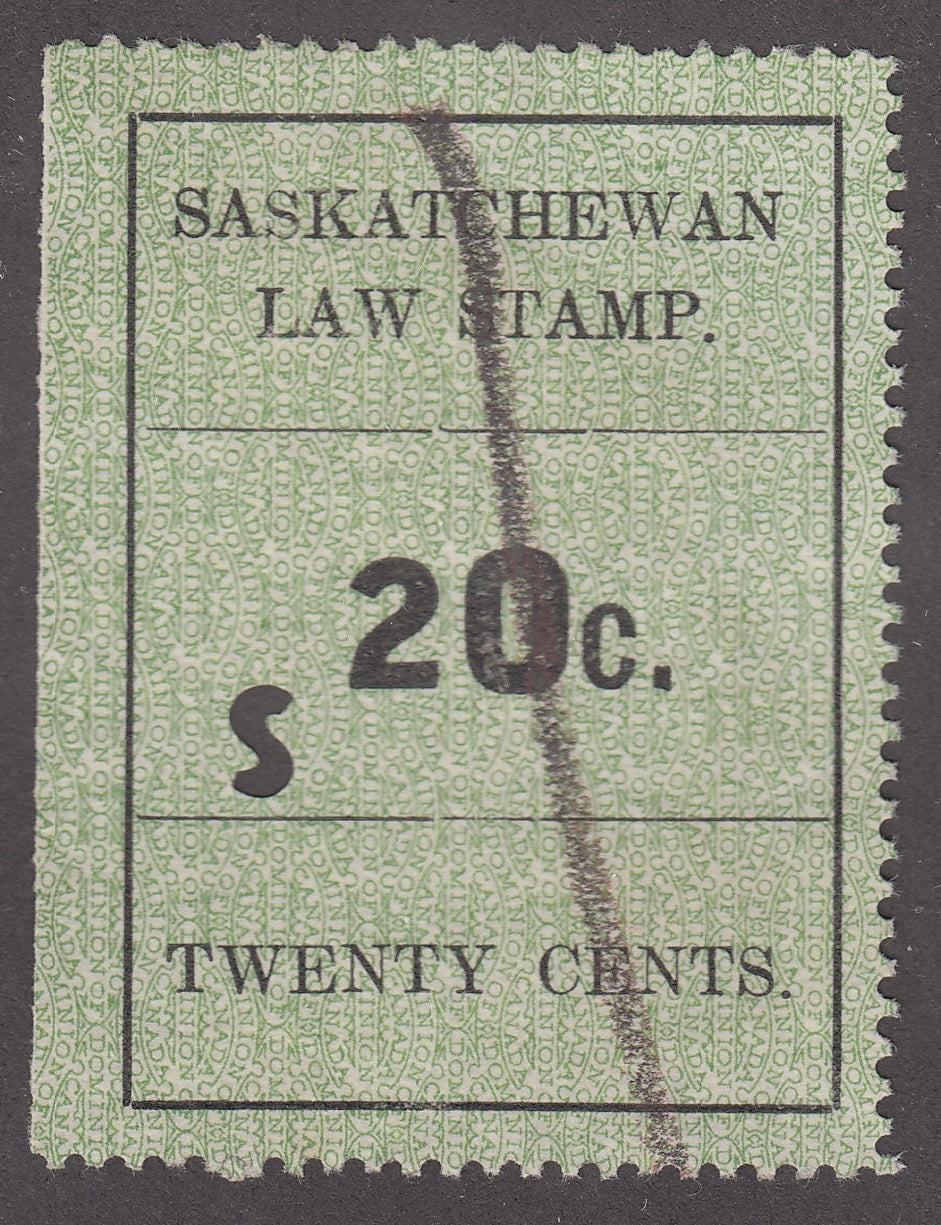 SASKATCHEWAN
LAW STAMP.
20c.
S
TWENTY CENTS.